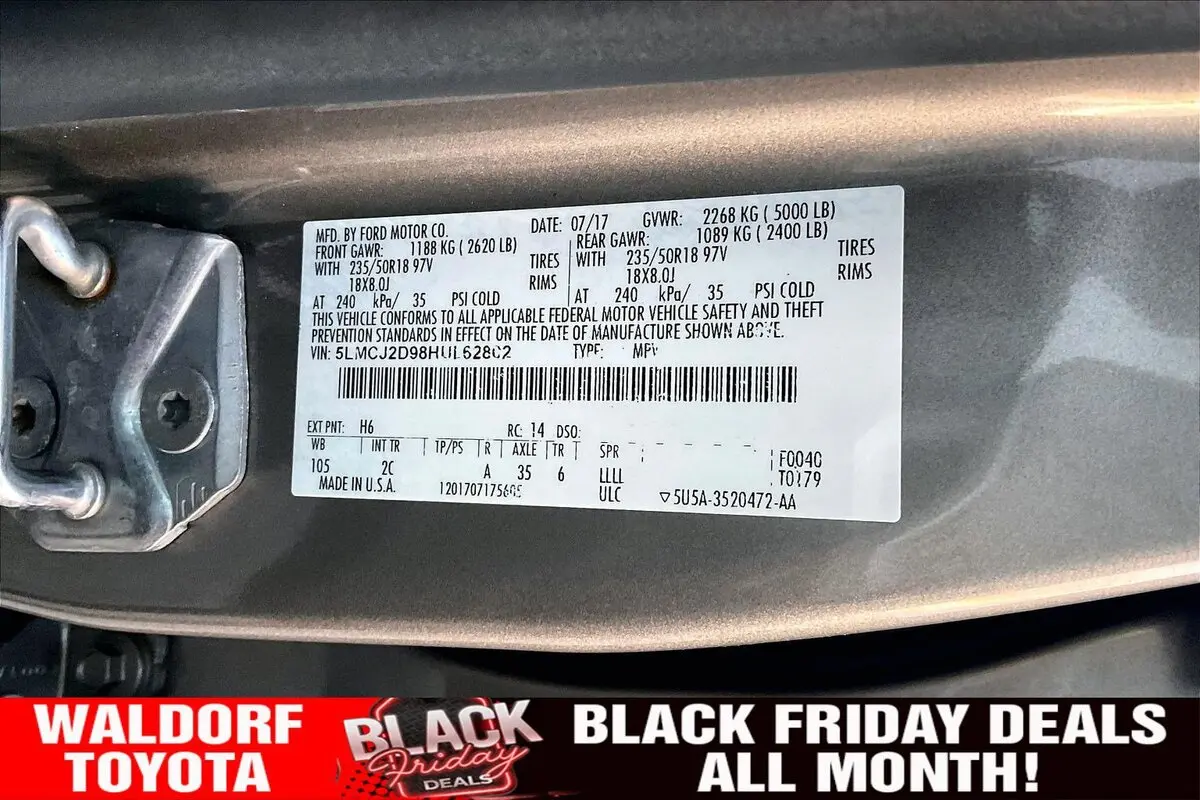 MFD. BY FORD MOTOR CO. DATE: 07/17 GVWR: 2268 KG ( 5000 LB)
FRONT GAWR: 1188 KG ( 2620 LB) REAR GAWR: 1089 KG ( 2400 LB)
WITH 235/50R18 97V TIRES WITH 235/50R18 97V TIRES
18X8.0J RIMS 18X8.0J RIMS
AT 240 kPa/ 35 PSI COLD AT 240 kPa/ 35 PSI COLD
THIS VEHICLE CONFORMS TO ALL APPLICABLE FEDERAL MOTOR VEHICLE SAFETY AND THEFT
PREVENTION STANDARDS IN EFFECT ON THE DATE OF MANUFACTURE SHOWN ABOVE.
VIN: 5LMCJ2D98HUL62802 TYPE: MPV
EXT PNT: H6 RC: 14 DSO:
WB INT TR TP/PS R AXLE TR SPR F0040
105 2C A 35 6 LLLL T0179
MADE IN U.S.A. 1201707175605 ULC ▽5U5A-3520472-AA
WALDORF TOYOTA
BLACK Friday DEALS
BLACK FRIDAY DEALS
ALL MONTH!